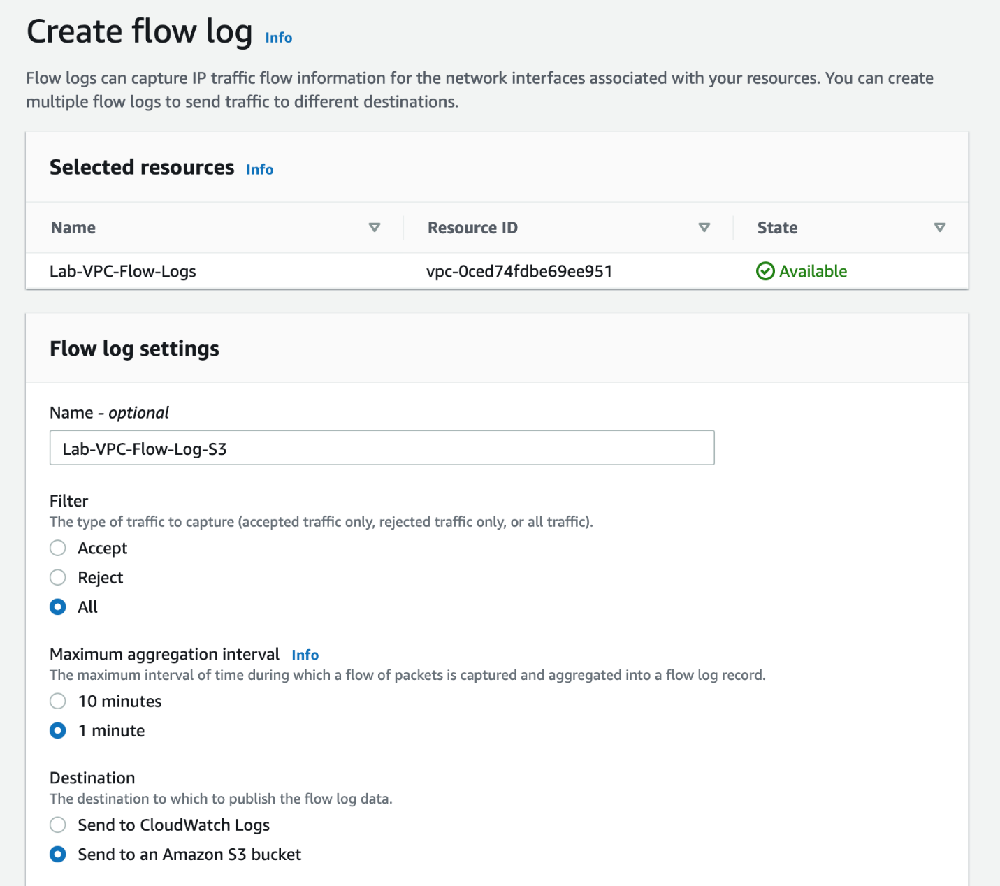 Create flow log Info
Flow logs can capture IP traffic flow information for the network interfaces associated with your resources. You can create
multiple flow logs to send traffic to different destinations.
Selected resources Info
Name Resource ID State
Lab-VPC-Flow-Logs vpc-0ced74fdbe69ee951 Available
Flow log settings
Name - optional
Lab-VPC-Flow-Log-S3
Filter
The type of traffic to capture (accepted traffic only, rejected traffic only, or all traffic).
Accept
Reject
All
Maximum aggregation interval Info
The maximum interval of time during which a flow of packets is captured and aggregated into a flow log record.
10 minutes
1 minute
Destination
The destination to which to publish the flow log data.
Send to CloudWatch Logs
Send to an Amazon S3 bucket